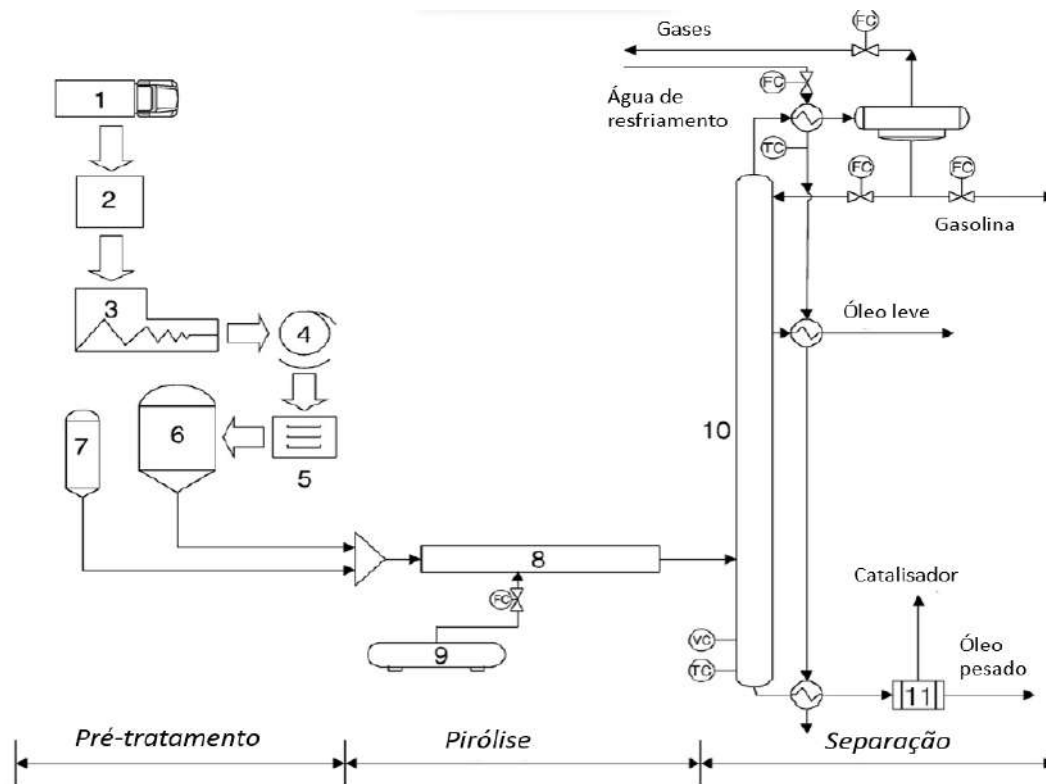 Gases
FC
1
FC
Água de
resfriamento
TC
2
FC
FC
Gasolina
3
4
Óleo leve
7
6
5
10
8
FC
Catalisador
9
VC
TC
Óleo
pesado
11
Pré-tratamento
Pirólise
Separação